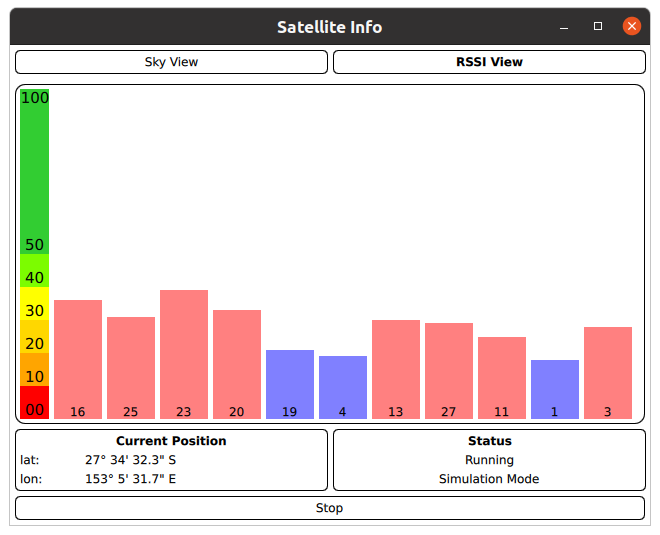 Satellite Info
Sky View
RSSI View
100
50
40
30
20
10
00
16 25 23 20 19 4 13 27 11 1 3
Current Position
lat: 27° 34' 32.3" S
lon: 153° 5' 31.7" E
Status
Running
Simulation Mode
Stop